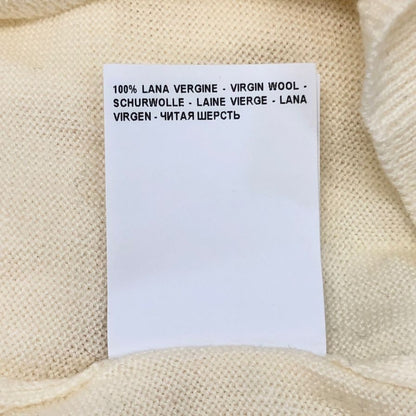 100% LANA VERGINE - VIRGIN WOOL -
SCHURWOLLE - LAINE VIERGE - LANA
VIRGEN - ЧИТАЯ ШЕРСТЬ